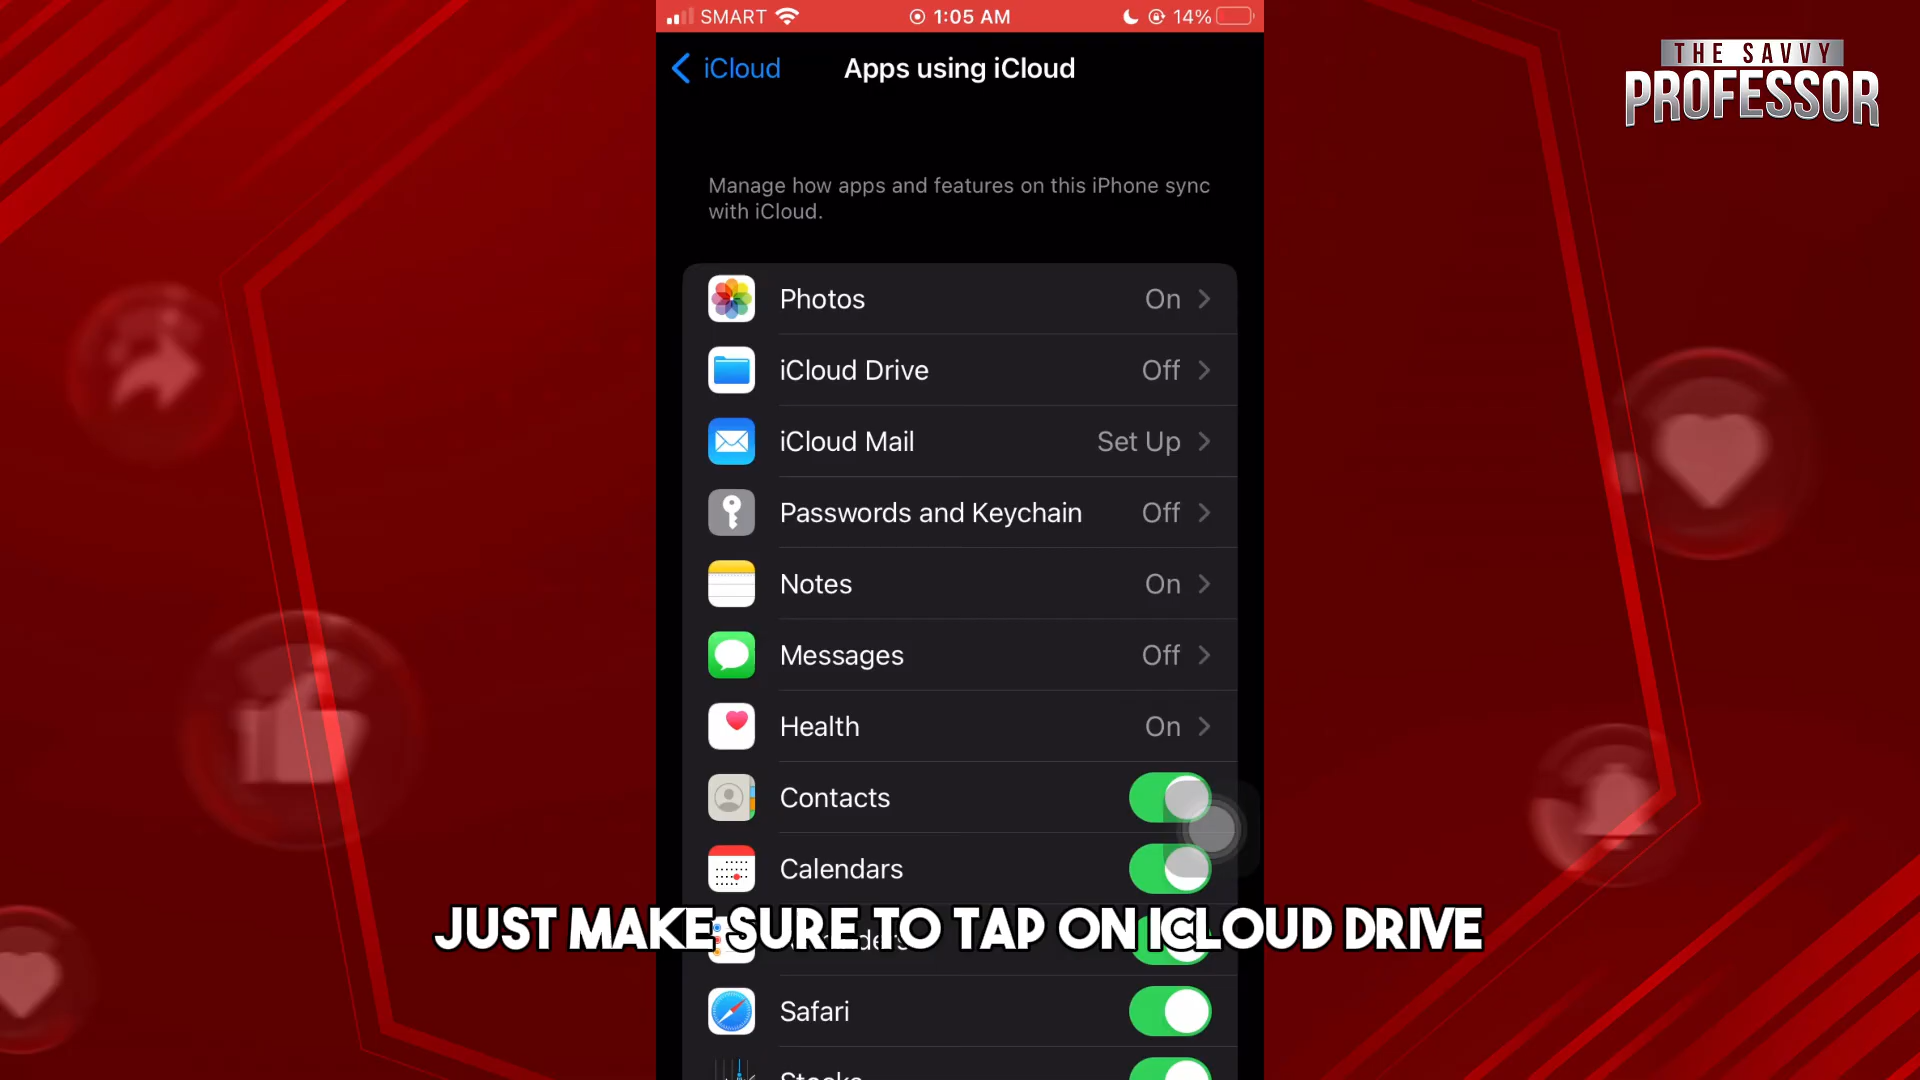 SMART 1:05 AM 14%
THE SAVVY
PROFESSOR
iCloud Apps using iCloud
Manage how apps and features on this iPhone sync
with iCloud.
Photos On
iCloud Drive Off
iCloud Mail Set Up
Passwords and Keychain Off
Notes On
Messages Off
Health On
Contacts
Calendars
JUST MAKE SURE TO TAP ON ICLOUD DRIVE
Safari